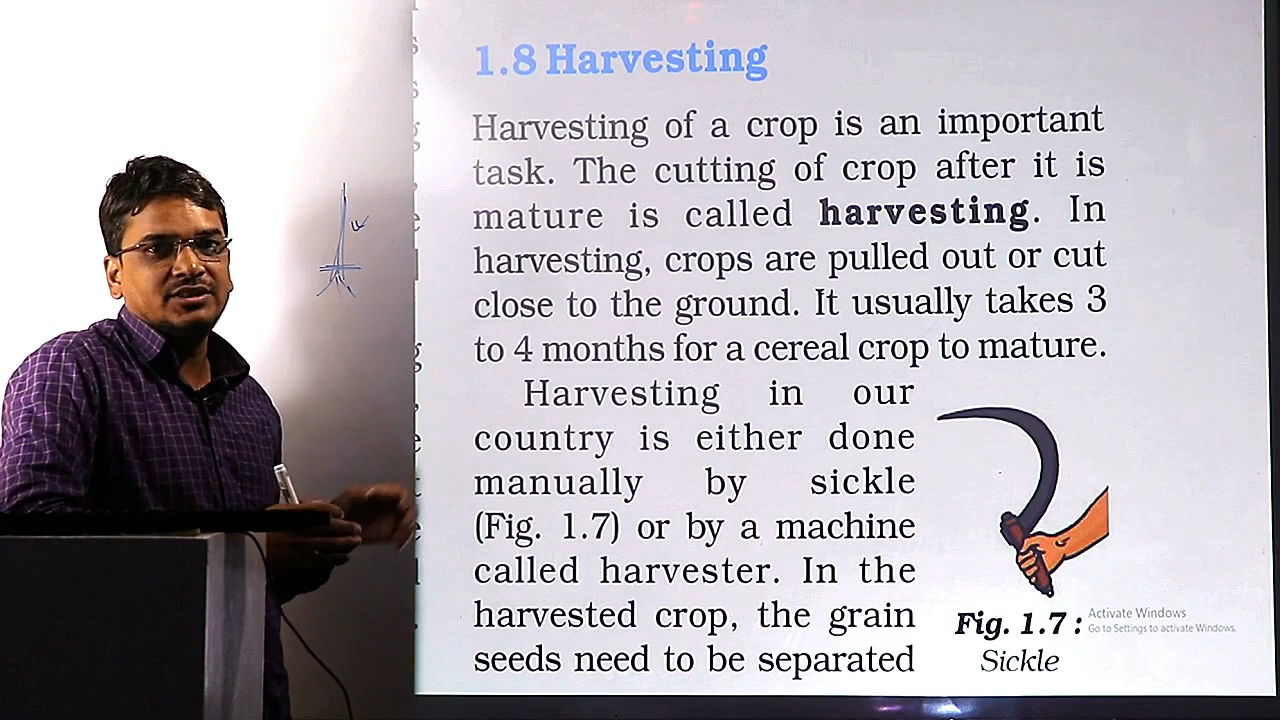 1.8 Harvesting
Harvesting of a crop is an important
task. The cutting of crop after it is
mature is called harvesting. In
harvesting, crops are pulled out or cut
close to the ground. It usually takes 3
to 4 months for a cereal crop to mature.
Harvesting in our
country is either done
manually by sickle
(Fig. 1.7) or by a machine
called harvester. In the
harvested crop, the grain
seeds need to be separated
Fig. 1.7 :
Sickle
Activate Windows
Go to Settings to activate Windows.